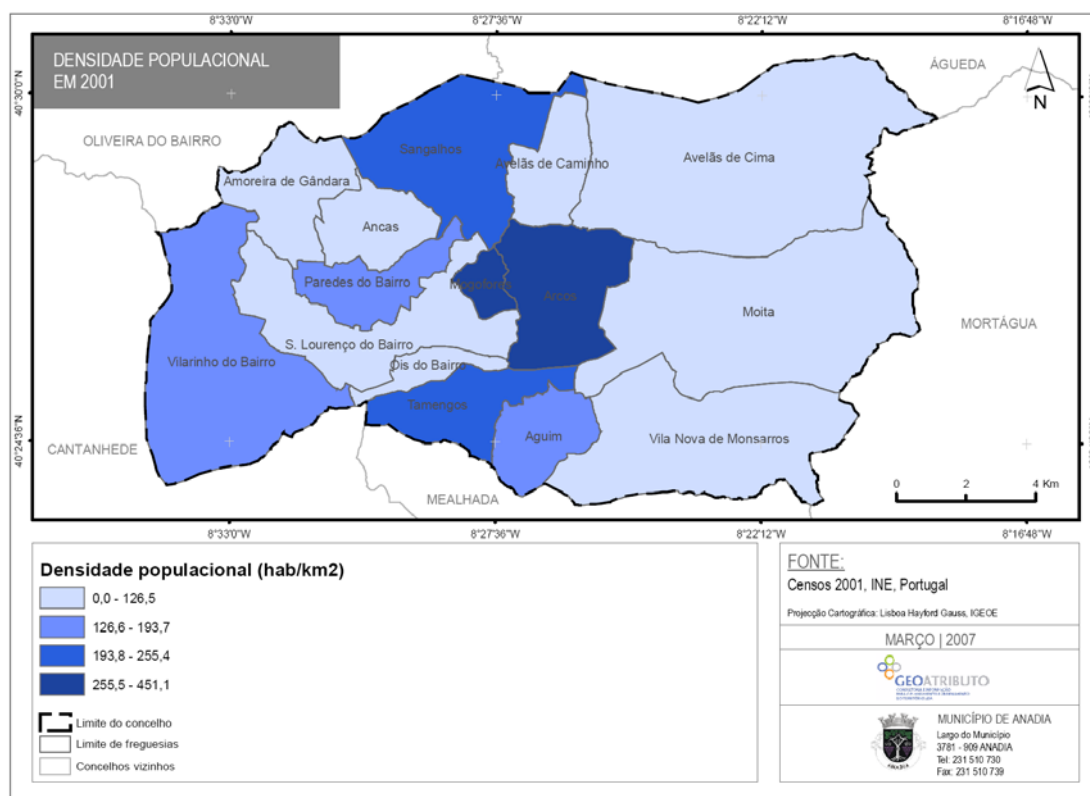 8°33'0"W 8°27'36"W 8°22'12"W 8°16'48"W
DENSIDADE POPULACIONAL
EM 2001
ÁGUEDA
N
40°30'0"N
OLIVEIRA DO BAIRRO
Sangalhos
Avelãs de Caminho
Avelãs de Cima
Amoreira de Gândara
Ancas
Paredes do Bairro
Mogofores
Arcos
Moita
MORTÁGUA
S. Lourenço do Bairro
Vilarinho do Bairro
Óis do Bairro
Tamengos
Aguim
Vila Nova de Monsarros
40°24'36"N
CANTANHEDE
MEALHADA
0 2 4 Km
8°33'0"W 8°27'36"W 8°22'12"W 8°16'48"W
Densidade populacional (hab/km2)
0,0 - 126,5
126,6 - 193,7
193,8 - 255,4
255,5 - 451,1
Limite do concelho
Limite de freguesias
Concelhos vizinhos
FONTE:
Censos 2001, INE, Portugal
Projecção Cartográfica: Lisboa Hayford Gauss, IGEOE
MARÇO | 2007
GEOATRIBUTO
MUNICÍPIO DE ANADIA
Largo do Município
3781 - 909 ANADIA
Tel: 231 510 730
Fax: 231 510 739
ANADIA